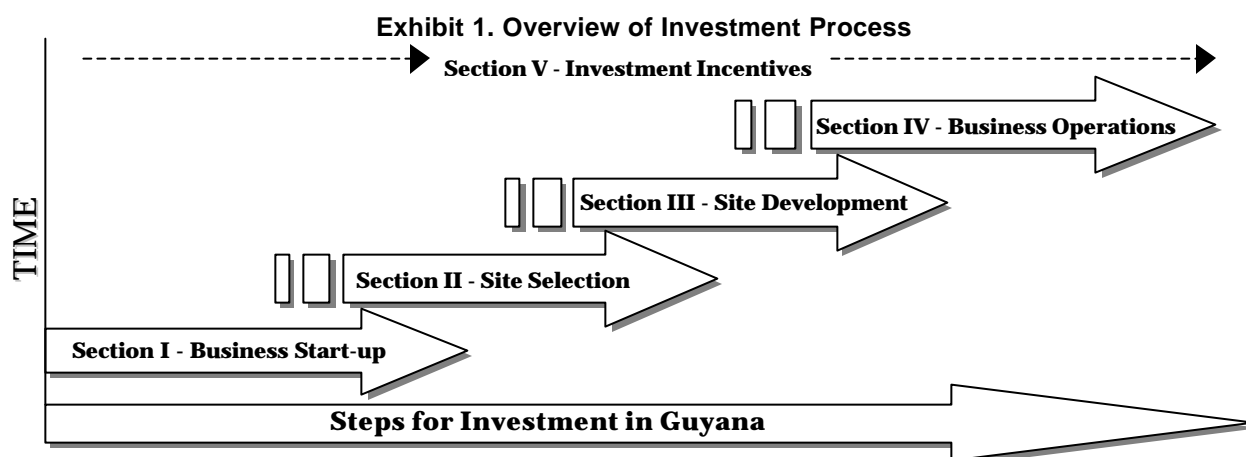 Exhibit 1. Overview of Investment Process
Section V - Investment Incentives
Section IV - Business Operations
Section III - Site Development
TIME
Section II - Site Selection
Section I - Business Start-up
Steps for Investment in Guyana